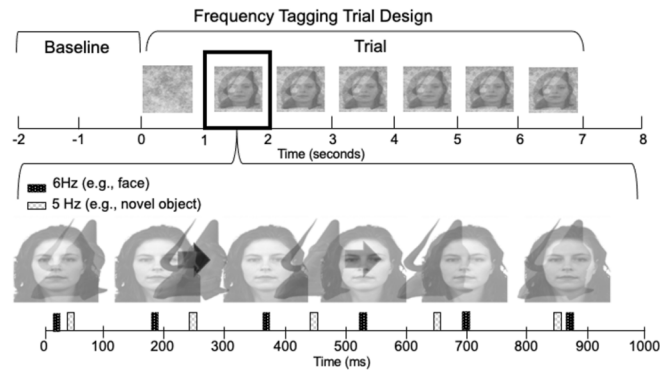 Frequency Tagging Trial Design
Baseline
Trial
-2 -1 0 1 2 3 4 5 6 7 8
Time (seconds)
6Hz (e.g., face)
5 Hz (e.g., novel object)
0 100 200 300 400 500 600 700 800 900 1000
Time (ms)